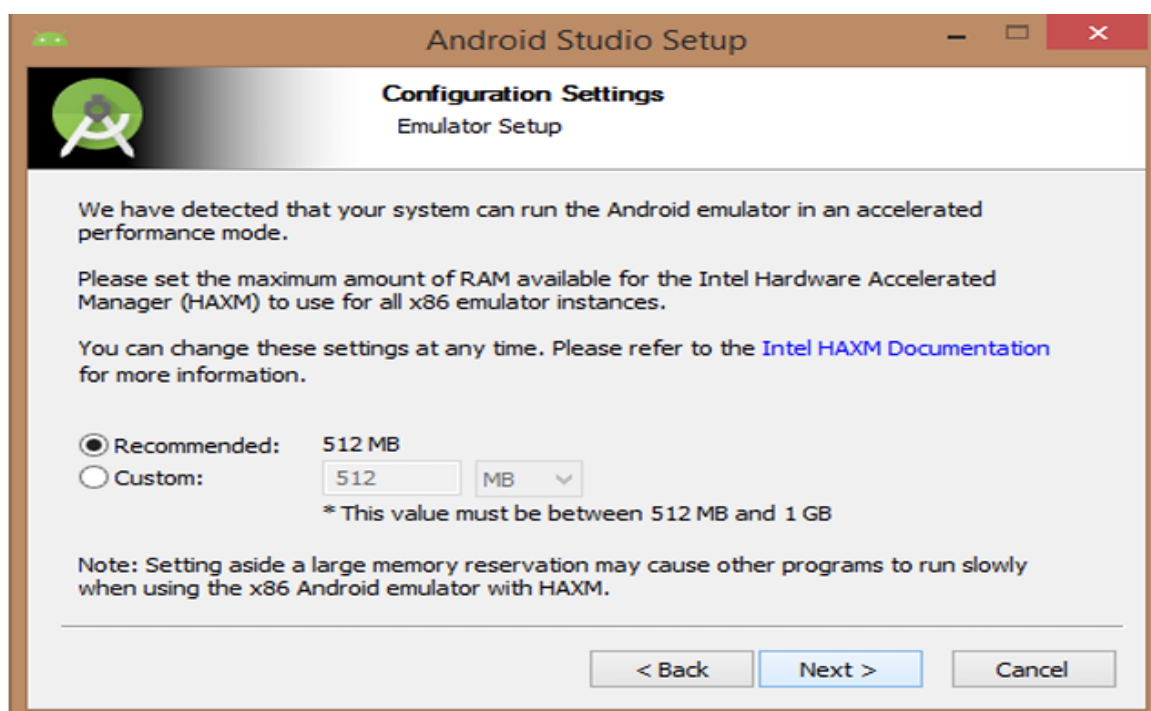 Android Studio Setup
Configuration Settings
Emulator Setup
We have detected that your system can run the Android emulator in an accelerated
performance mode.
Please set the maximum amount of RAM available for the Intel Hardware Accelerated
Manager (HAXM) to use for all x86 emulator instances.
You can change these settings at any time. Please refer to the Intel HAXM Documentation
for more information.
Recommended: 512 MB
Custom: 512 MB
* This value must be between 512 MB and 1 GB
Note: Setting aside a large memory reservation may cause other programs to run slowly
when using the x86 Android emulator with HAXM.
< Back Next > Cancel